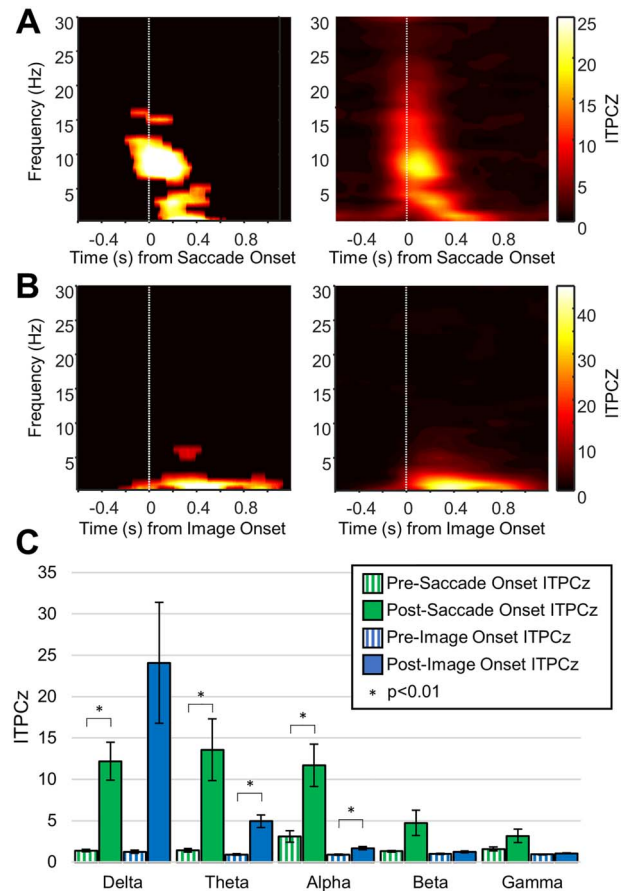 A
30
25
20
15
10
5
Frequency (Hz)
-0.4 0 0.4 0.8
Time (s) from Saccade Onset
30
25
20
15
10
5
-0.4 0 0.4 0.8
Time (s) from Saccade Onset
25
20
15
10
5
0
ITPCZ
B
30
25
20
15
10
5
Frequency (Hz)
-0.4 0 0.4 0.8
Time (s) from Image Onset
30
25
20
15
10
5
-0.4 0 0.4 0.8
Time (s) from Image Onset
40
30
20
10
0
ITPCZ
C
35
30
25
20
15
10
5
0
ITPCz
Pre-Saccade Onset ITPCz
Post-Saccade Onset ITPCz
Pre-Image Onset ITPCz
Post-Image Onset ITPCz
* p<0.01
* * * * *
Delta Theta Alpha Beta Gamma